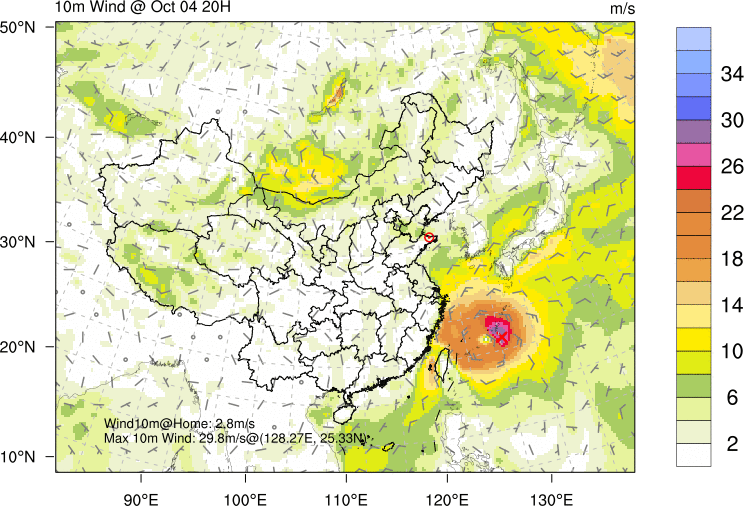 10m Wind @ Oct 04 20H
m/s
50°N
40°N
30°N
20°N
10°N
90°E
100°E
110°E
120°E
130°E
Wind10m@Home: 2.8m/s
Max 10m Wind: 29.8m/s@(128.27E, 25.33N)
34
30
26
22
18
14
10
6
2